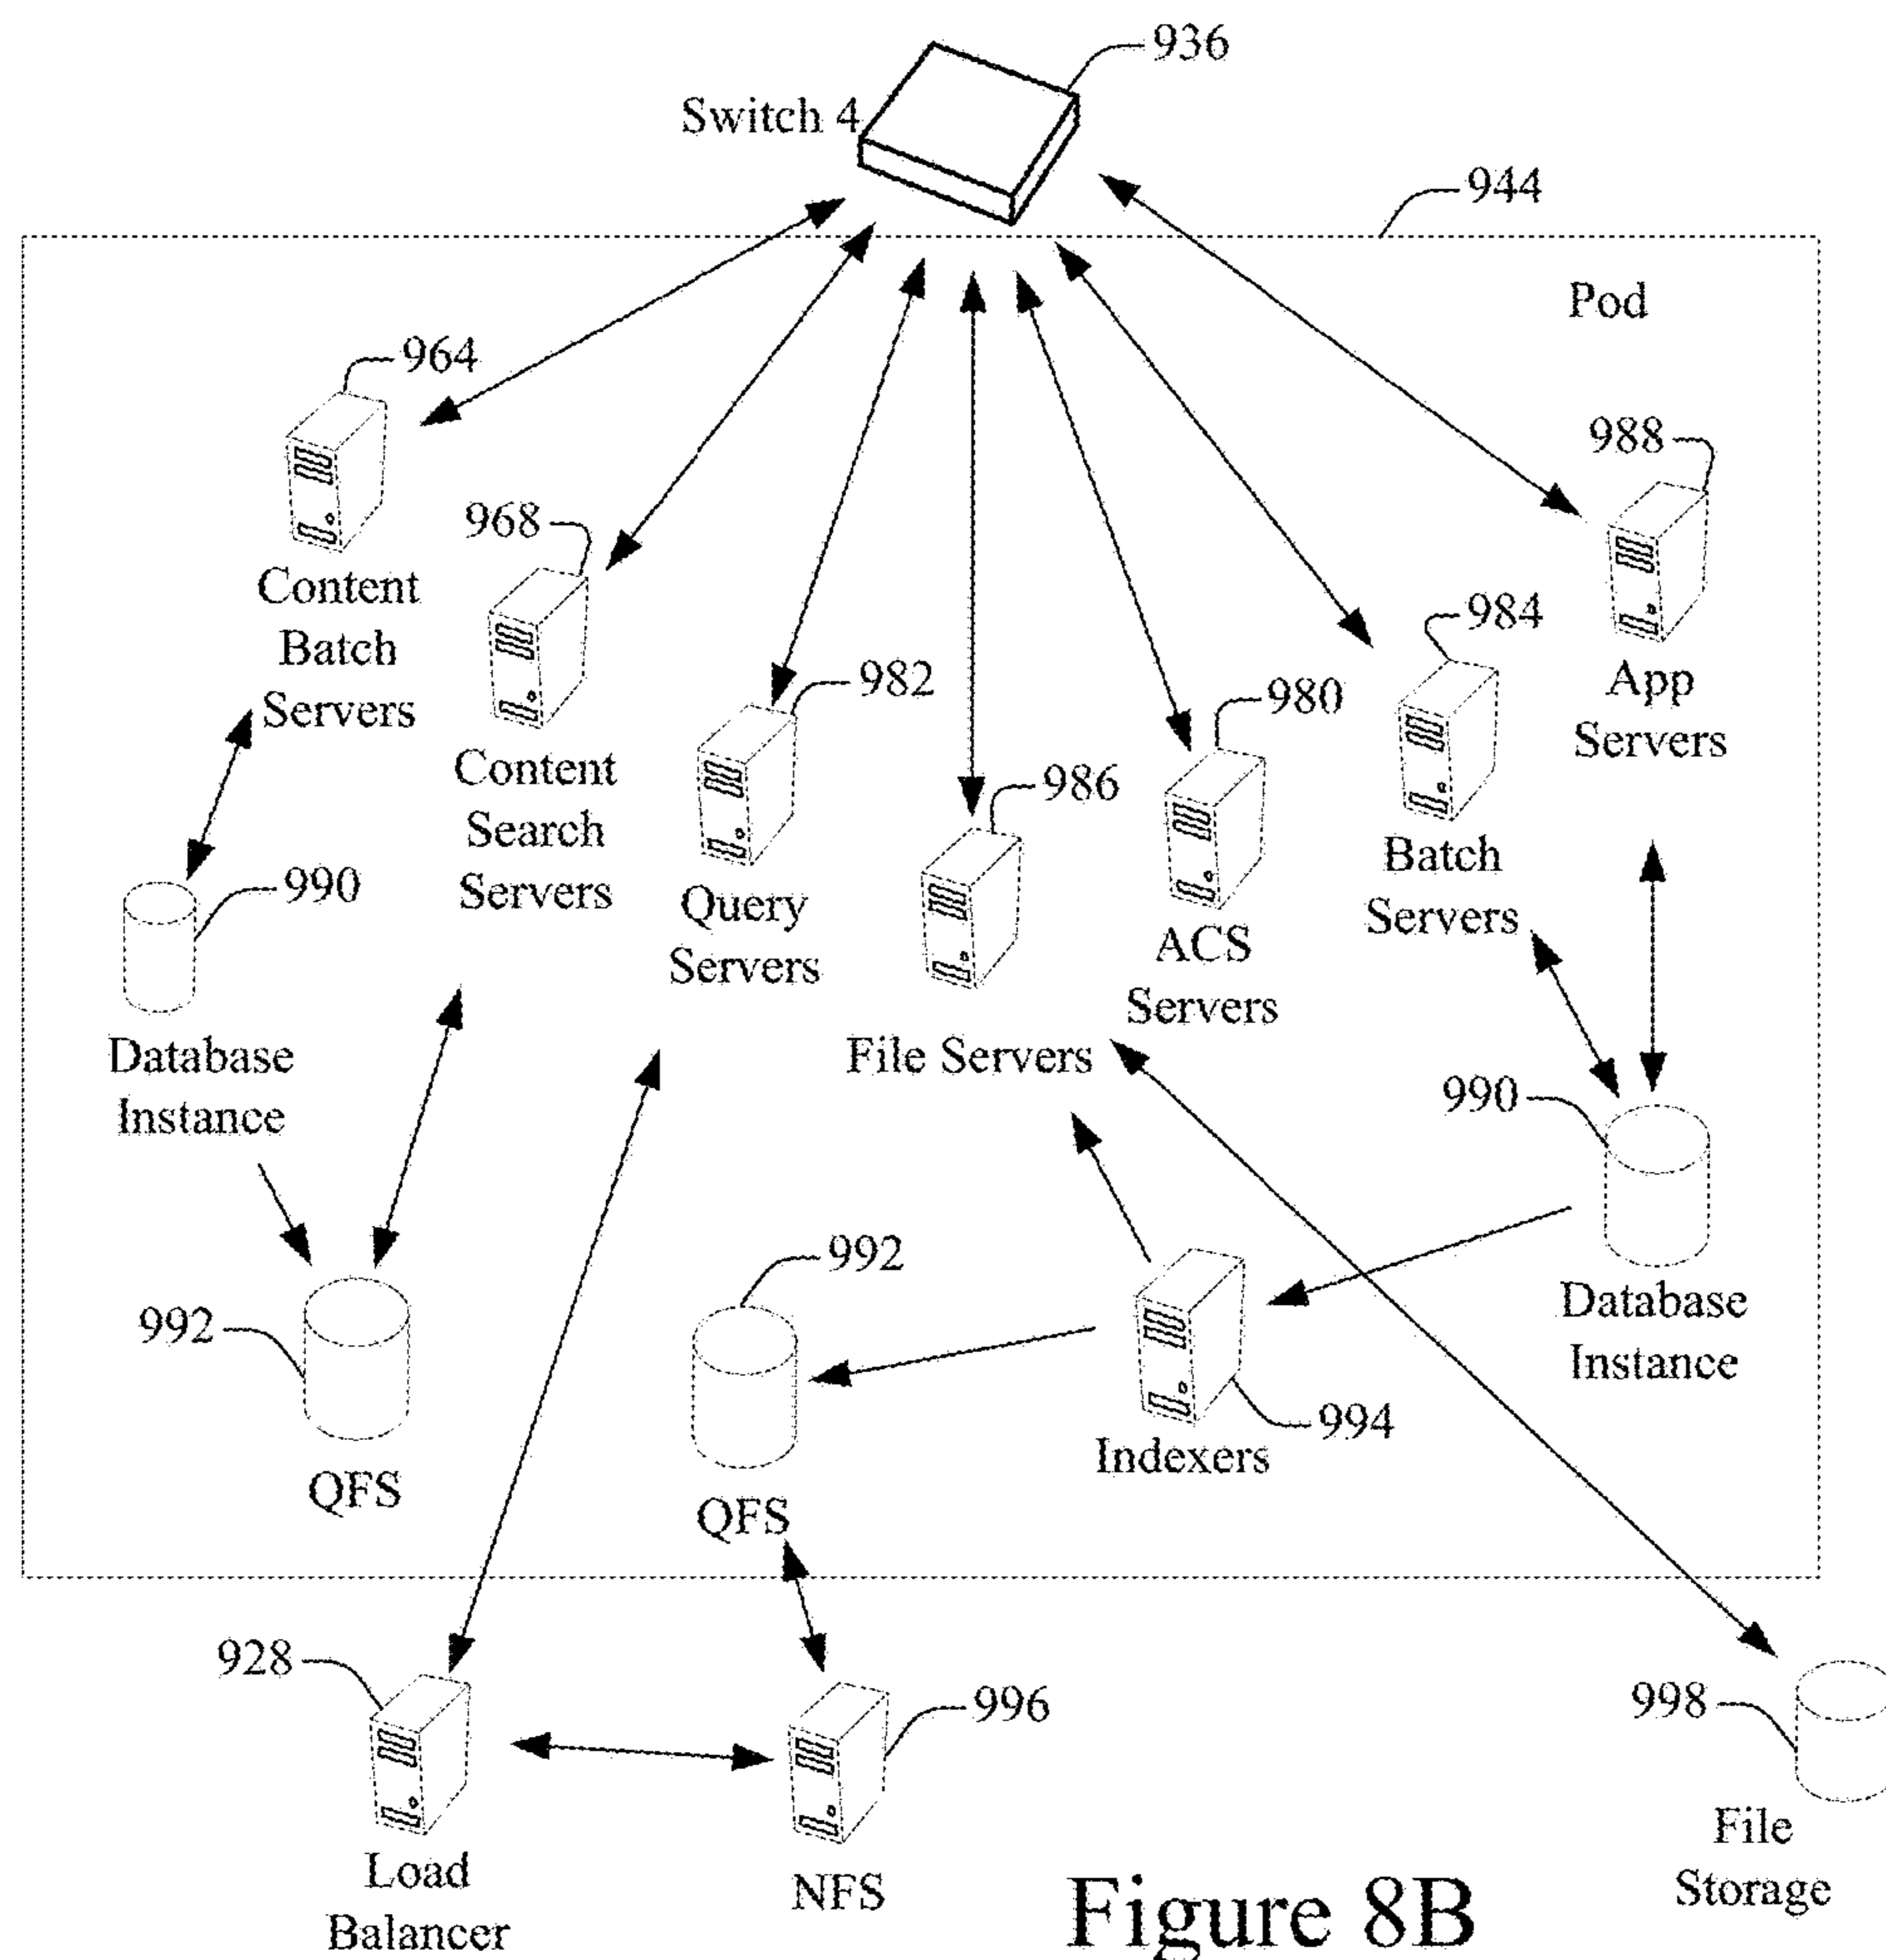 936
Switch 4
944
Pod
964
988
968
Content
Batch
Servers
984
982
980
App
Servers
Content
Search
Servers
986
Batch
Servers
990
Query
Servers
ACS
Servers
Database
Instance
File Servers
990
992
992
Database
Instance
994
Indexers
QFS
QFS
928
996
998
Load
Balancer
NFS
File
Storage
Figure 8B